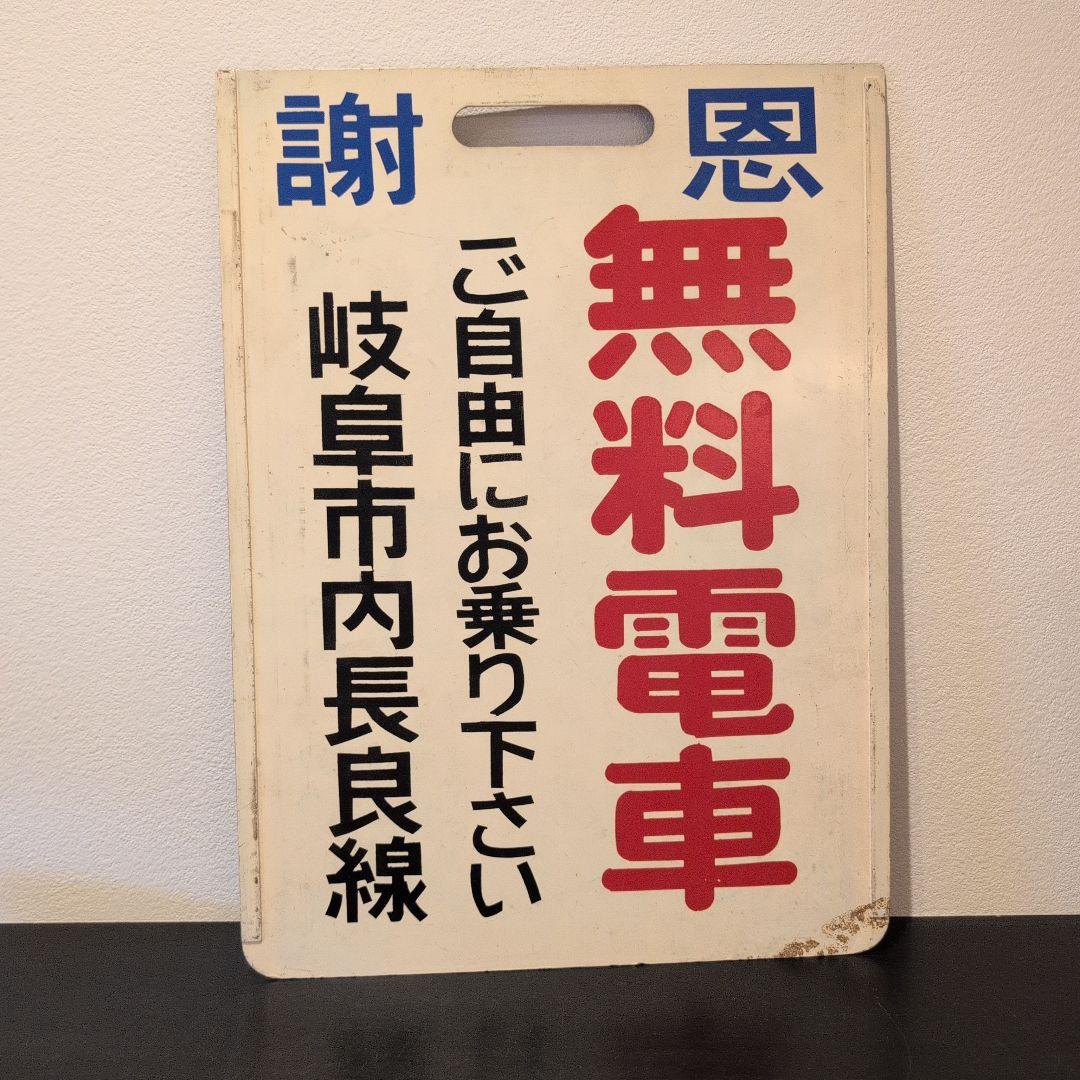 謝恩
無料電車
ご自由にお乗り下さい
岐阜市内長良線